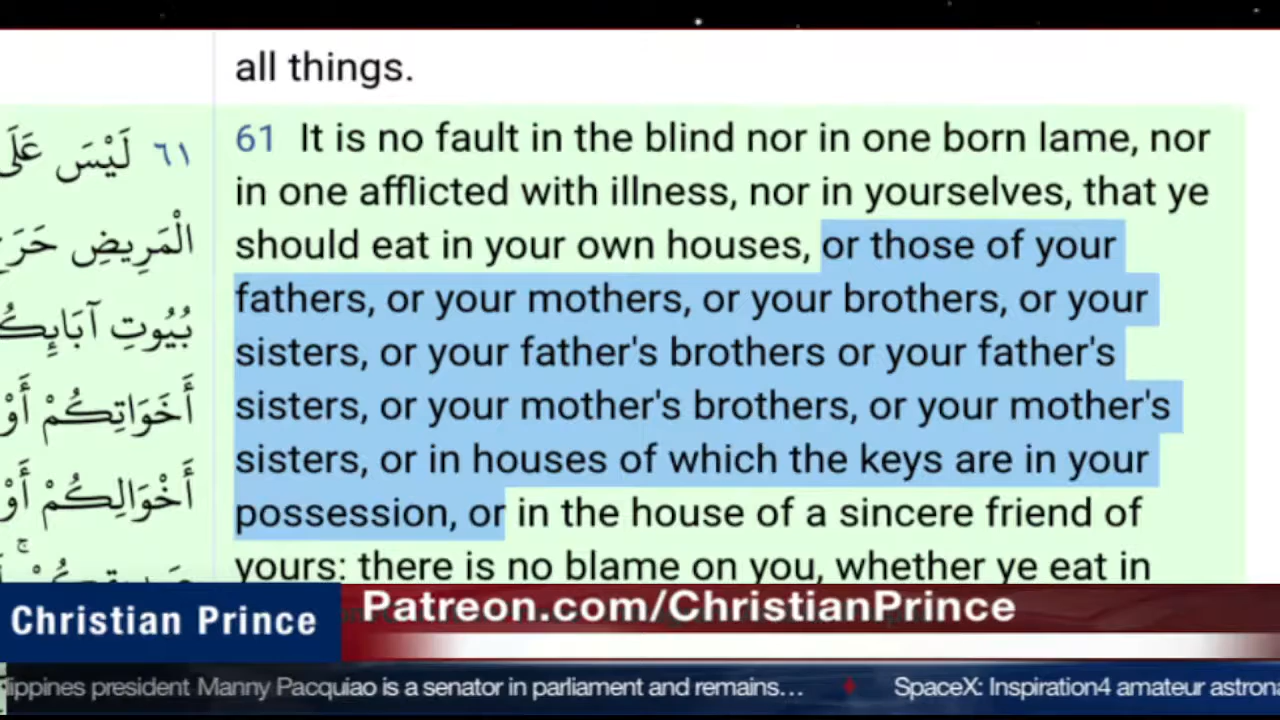 all things.
61 It is no fault in the blind nor in one born lame, nor
in one afflicted with illness, nor in yourselves, that ye
should eat in your own houses, or those of your
fathers, or your mothers, or your brothers, or your
sisters, or your father's brothers or your father's
sisters, or your mother's brothers, or your mother's
sisters, or in houses of which the keys are in your
possession, or in the house of a sincere friend of
yours: there is no blame on you, whether ye eat in
٦١ لَيْسَ عَلَى
الْمَرِيضِ حَرَجٌ
بُيُوتِ آبَائِكُمْ
أَخَوَاتِكُمْ أَوْ
أَخْوَالِكُمْ أَوْ
Christian Prince
Patreon.com/ChristianPrince
ilippines president Manny Pacquiao is a senator in parliament and remains... SpaceX: Inspiration4 amateur astrona